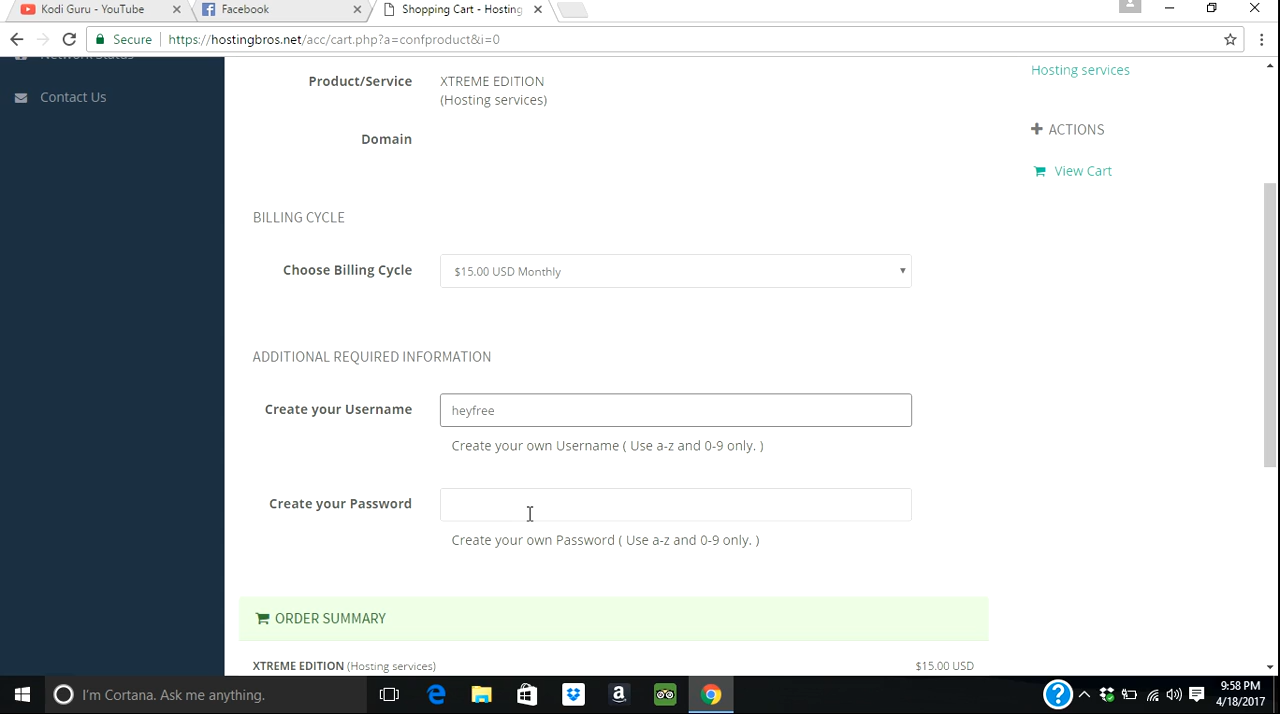 Kodi Guru - YouTube
Facebook
Shopping Cart - Hosting
Secure
https://hostingbros.net/acc/cart.php?a=confproduct&i=0
Network Status
Contact Us
Product/Service
XTREME EDITION
(Hosting services)
Domain
Hosting services
ACTIONS
View Cart
BILLING CYCLE
Choose Billing Cycle
$15.00 USD Monthly
ADDITIONAL REQUIRED INFORMATION
Create your Username
heyfree
Create your own Username ( Use a-z and 0-9 only. )
Create your Password
Create your own Password ( Use a-z and 0-9 only. )
ORDER SUMMARY
XTREME EDITION (Hosting services)
$15.00 USD
I'm Cortana. Ask me anything.
9:58 PM
4/18/2017